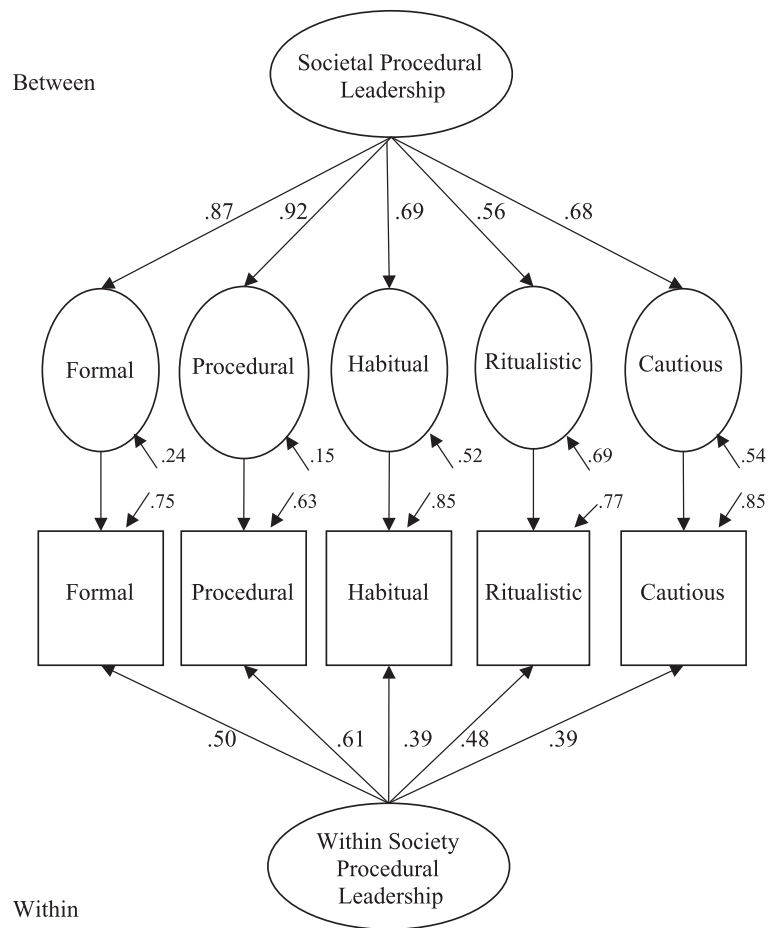 Societal Procedural
Leadership
Between
.87
.92
.69
.56
.68
Formal
Procedural
Habitual
Ritualistic
Cautious
.24
.15
.52
.69
.54
.75
.63
.85
.77
.85
Formal
Procedural
Habitual
Ritualistic
Cautious
.50
.61
.39
.48
.39
Within Society
Procedural
Leadership
Within